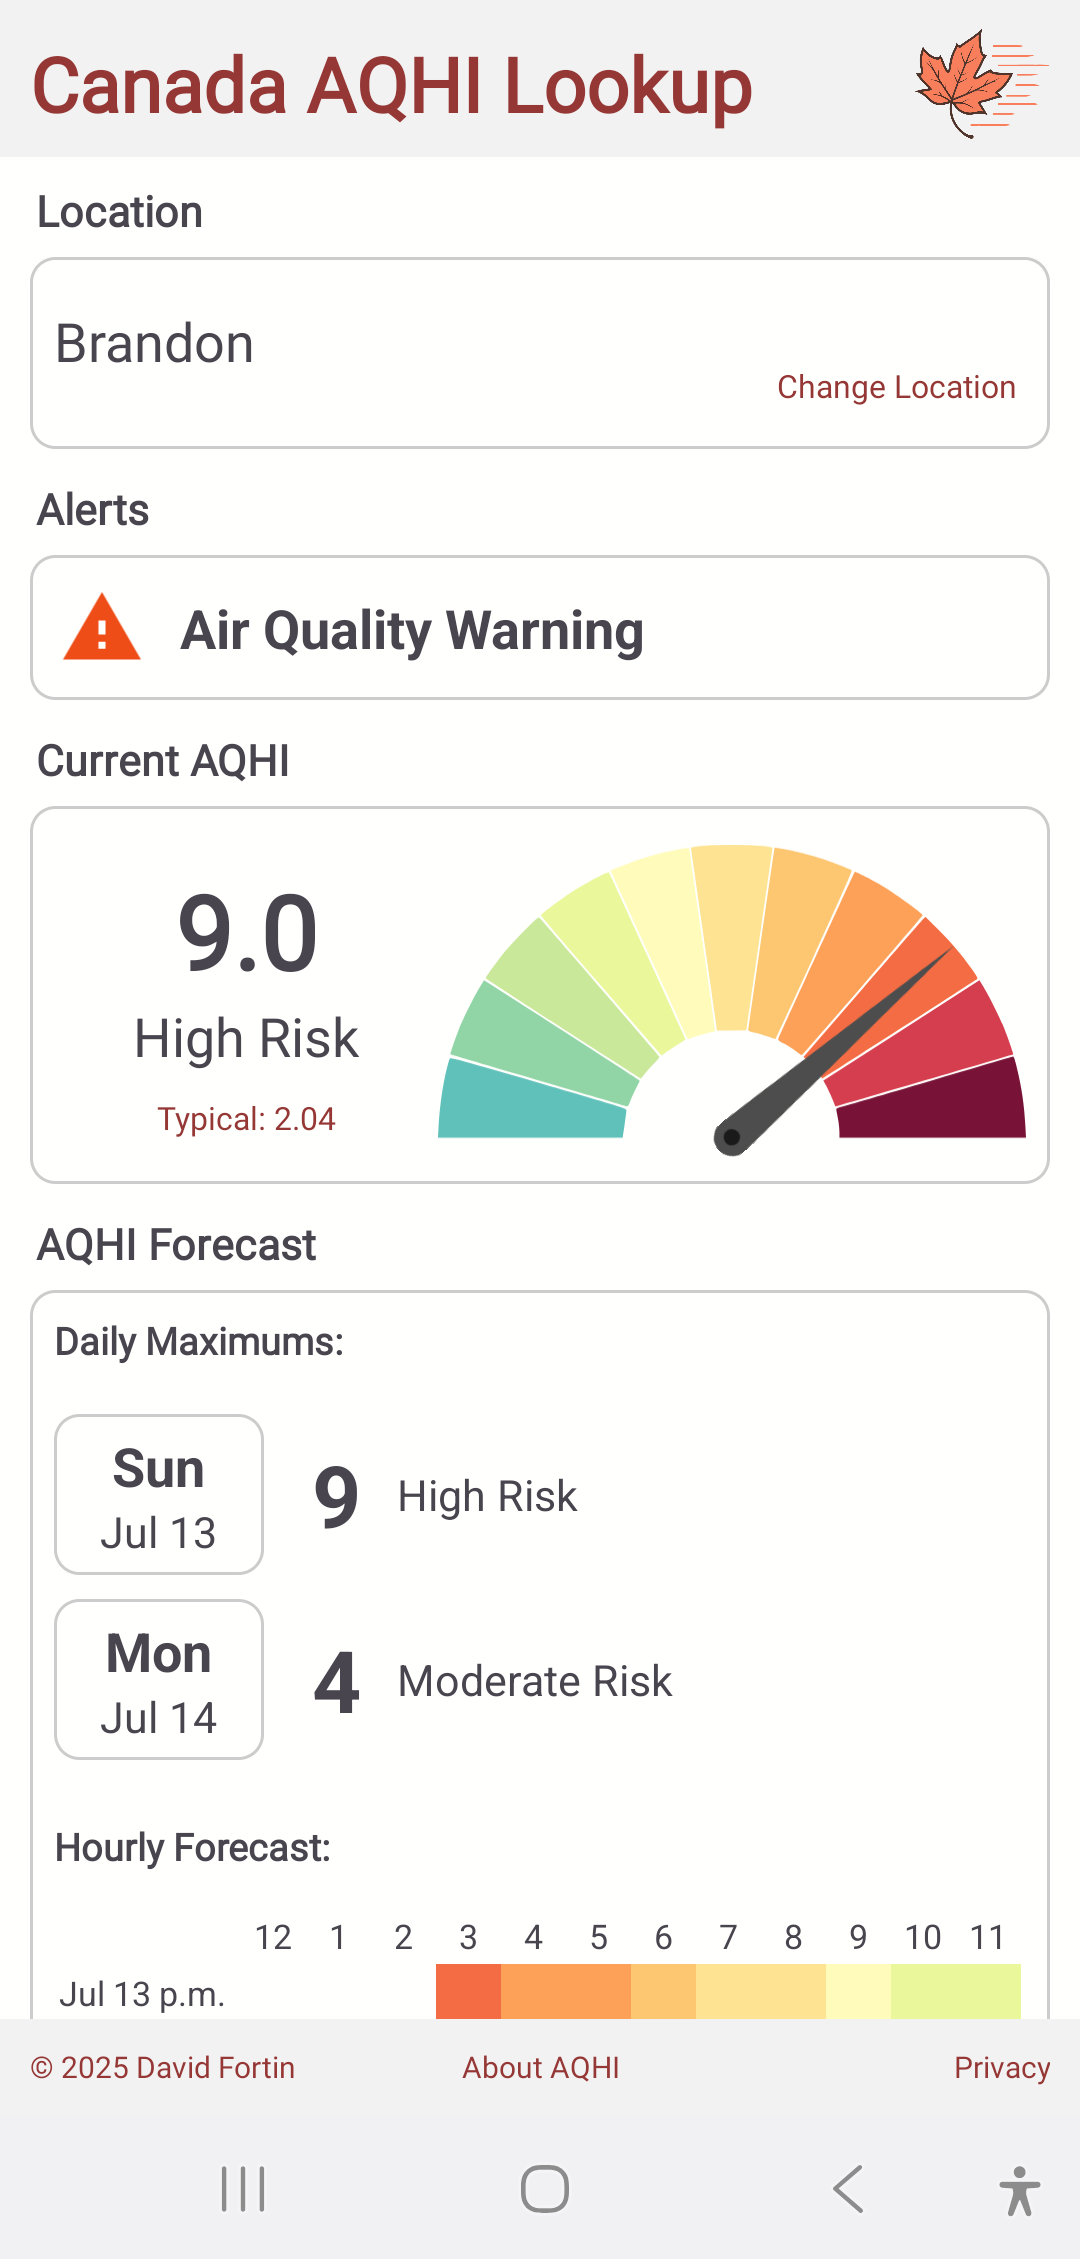 Canada AQHI Lookup
Location
Brandon
Change Location
Alerts
Air Quality Warning
Current AQHI
9.0
High Risk
Typical: 2.04
AQHI Forecast
Daily Maximums:
Sun
Jul 13
9 High Risk
Mon
Jul 14
4 Moderate Risk
Hourly Forecast:
12 1 2 3 4 5 6 7 8 9 10 11
Jul 13 p.m.
© 2025 David Fortin About AQHI Privacy